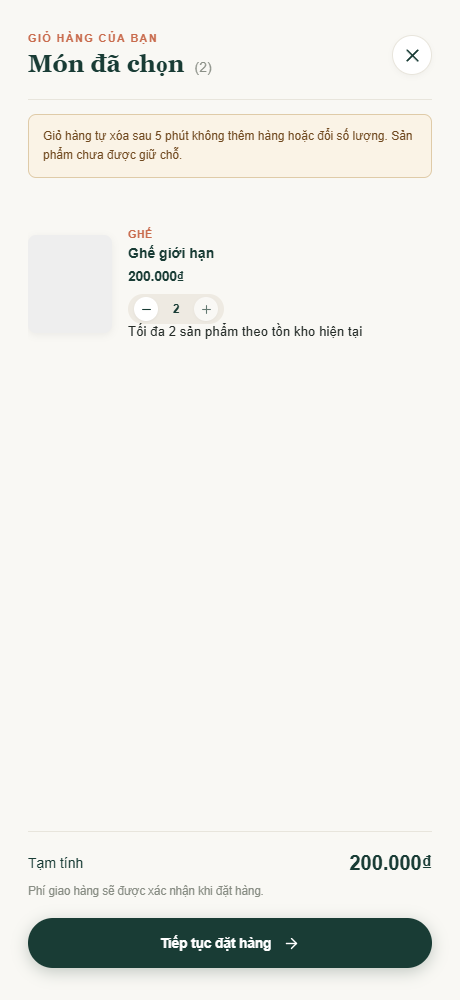 GIỎ HÀNG CỦA BẠN
Món đã chọn (2)
Giỏ hàng tự xóa sau 5 phút không thêm hàng hoặc đổi số lượng. Sản
phẩm chưa được giữ chỗ.
GHẾ
Ghế giới hạn
200.000₫
− 2 +
Tối đa 2 sản phẩm theo tồn kho hiện tại
Tạm tính 200.000₫
Phí giao hàng sẽ được xác nhận khi đặt hàng.
Tiếp tục đặt hàng →